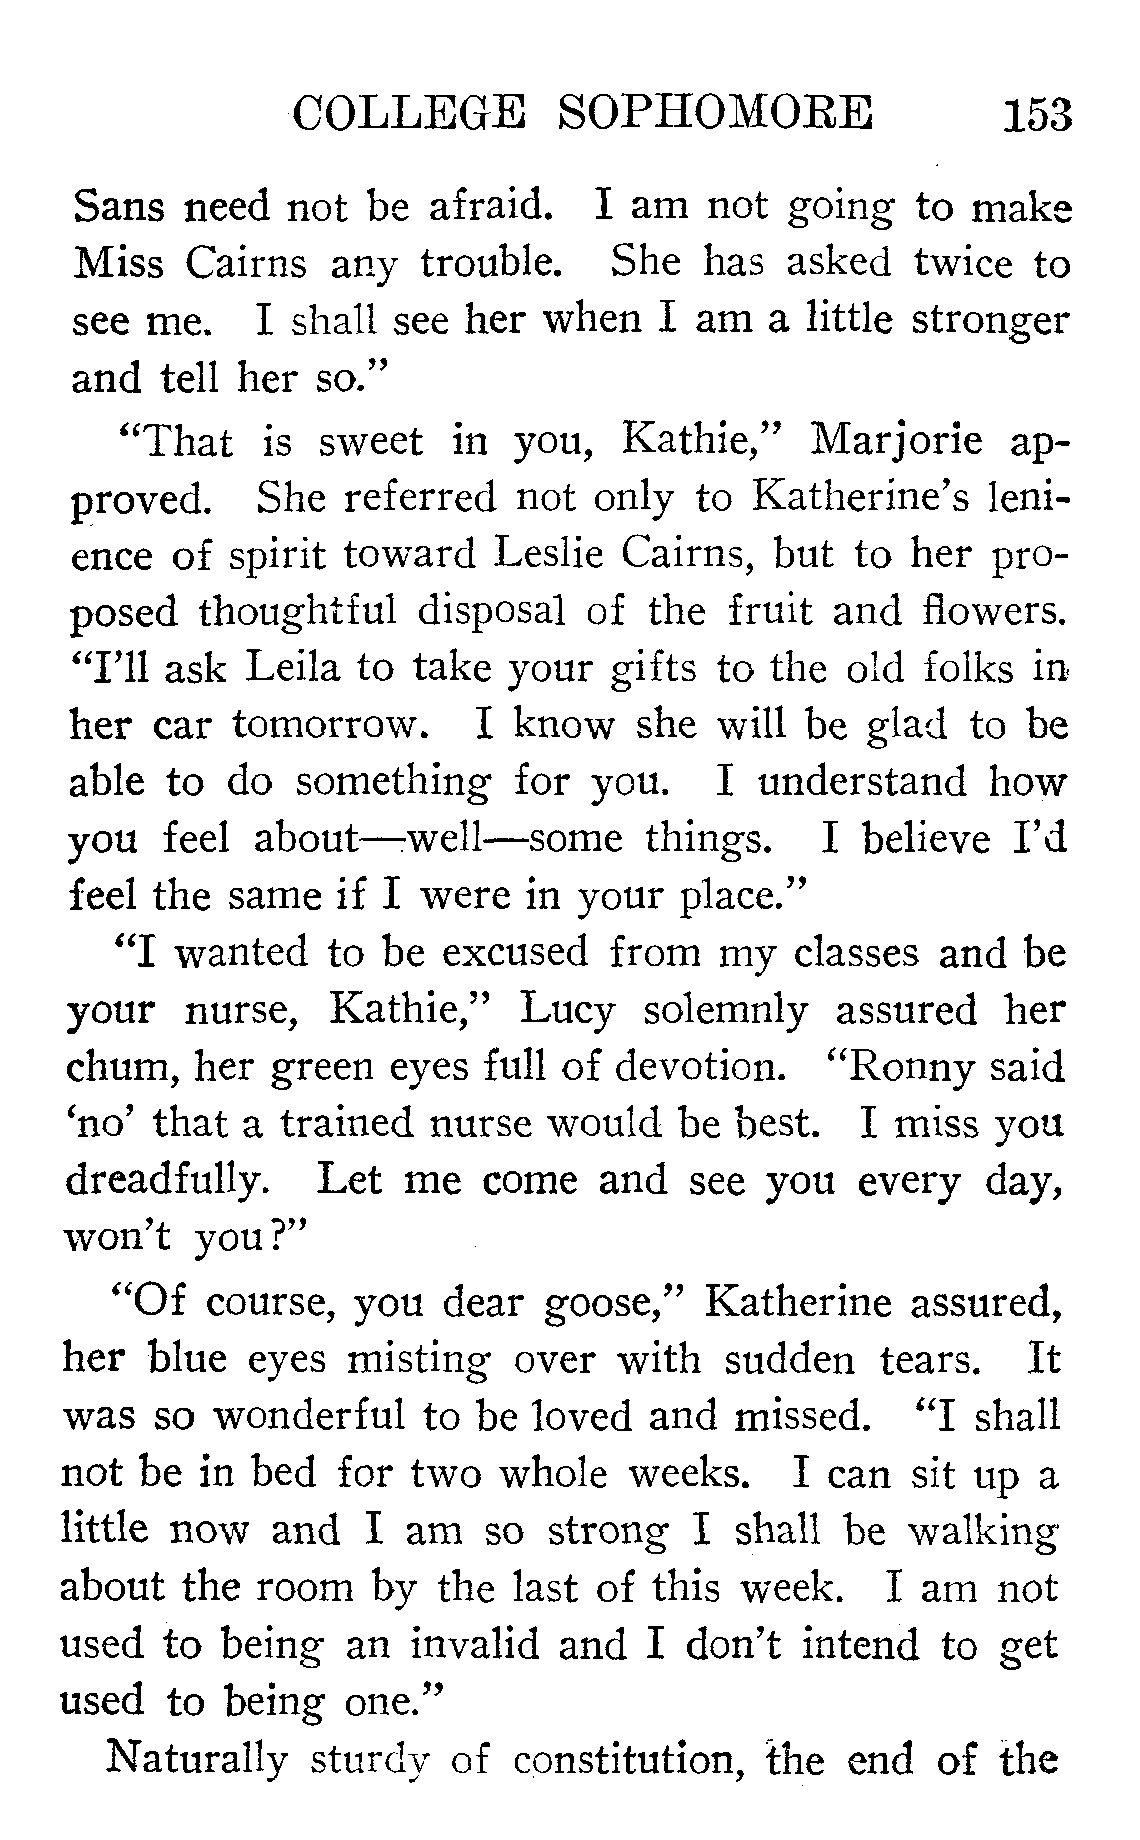 COLLEGE SOPHOMORE 153
Sans need not be afraid. I am not going to make
Miss Cairns any trouble. She has asked twice to
see me. I shall see her when I am a little stronger
and tell her so.”
“That is sweet in you, Kathie,” Marjorie ap-
proved. She referred not only to Katherine’s leni-
ence of spirit toward Leslie Cairns, but to her pro-
posed thoughtful disposal of the fruit and flowers.
“I’ll ask Leila to take your gifts to the old folks in
her car tomorrow. I know she will be glad to be
able to do something for you. I understand how
you feel about—well—some things. I believe I’d
feel the same if I were in your place.”
“I wanted to be excused from my classes and be
your nurse, Kathie,” Lucy solemnly assured her
chum, her green eyes full of devotion. “Ronny said
‘no’ that a trained nurse would be best. I miss you
dreadfully. Let me come and see you every day,
won’t you?”
“Of course, you dear goose,” Katherine assured,
her blue eyes misting over with sudden tears. It
was so wonderful to be loved and missed. “I shall
not be in bed for two whole weeks. I can sit up a
little now and I am so strong I shall be walking
about the room by the last of this week. I am not
used to being an invalid and I don’t intend to get
used to being one.”
Naturally sturdy of constitution, the end of the